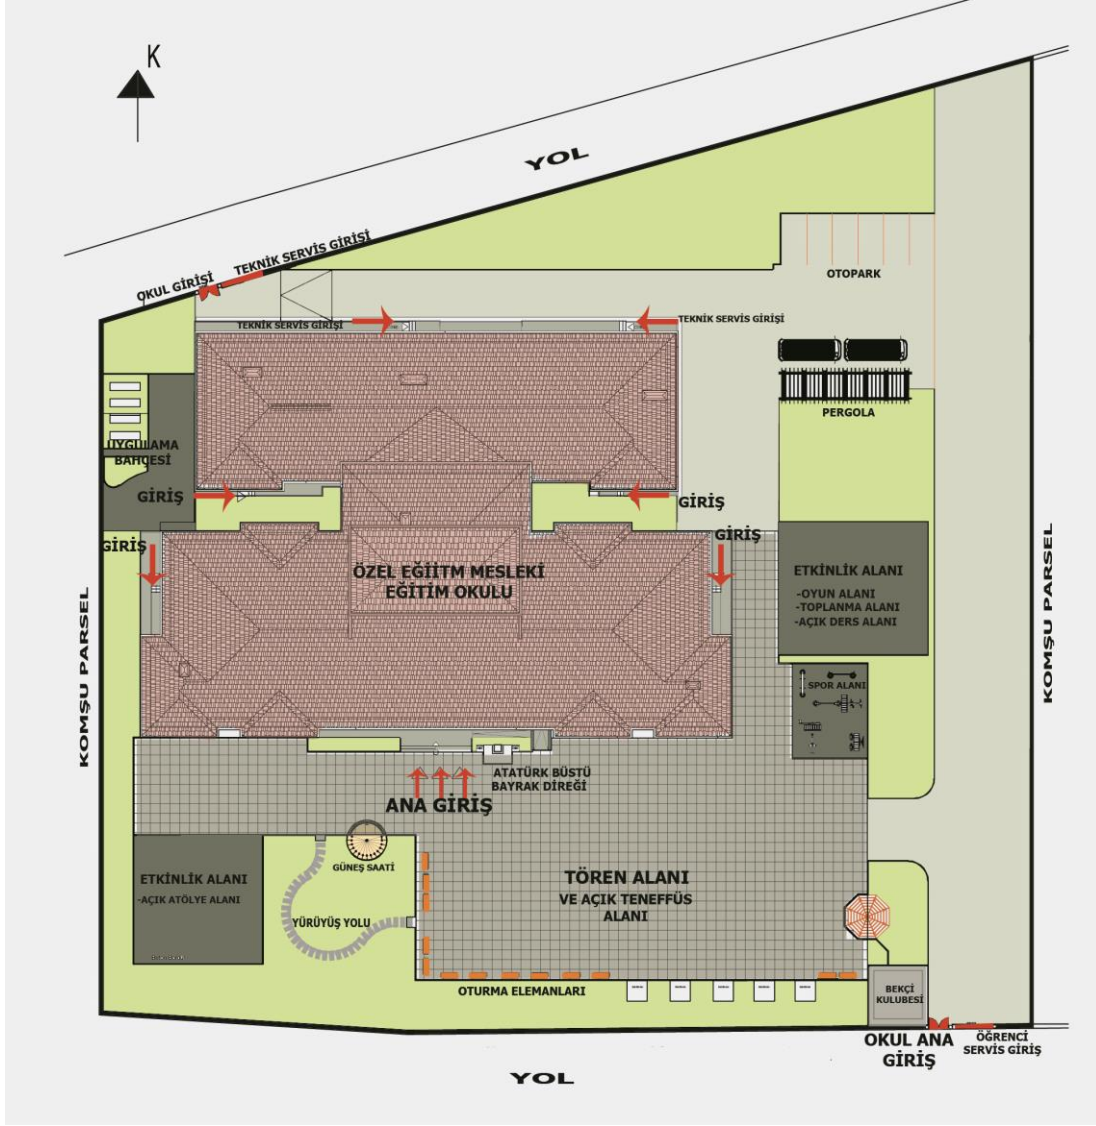 K
YOL
TEKNİK SERVİS GİRİŞİ
OKUL GİRİŞİ
OTOPARK
TEKNİK SERVİS GİRİŞİ
TEKNİK SERVİS GİRİŞİ
PERGOLA
UYGULAMA
BAHÇESİ
GİRİŞ
GİRİŞ
GİRİŞ
GİRİŞ
ÖZEL EĞİİTM MESLEKİ
EĞİTİM OKULU
ETKİNLİK ALANI
-OYUN ALANI
-TOPLANMA ALANI
-AÇIK DERS ALANI
KOMŞU PARSEL
KOMŞU PARSEL
SPOR ALANI
ATATÜRK BÜSTÜ
BAYRAK DİREĞİ
ANA GİRİŞ
GÜNEŞ SAATİ
ETKİNLİK ALANI
-AÇIK ATÖLYE ALANI
YÜRÜYÜŞ YOLU
TÖREN ALANI
VE AÇIK TENEFFÜS
ALANI
OTURMA ELEMANLARI
BEKÇİ
KULUBESİ
OKUL ANA
GİRİŞ
ÖĞRENCİ
SERVİS GİRİŞ
YOL